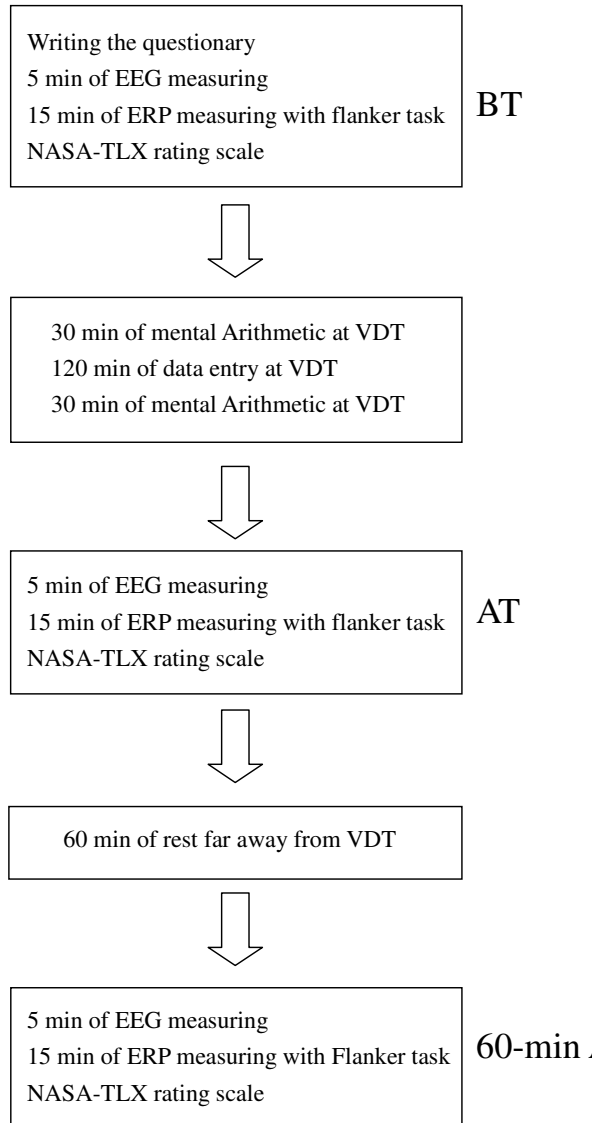 Writing the questionary
5 min of EEG measuring
15 min of ERP measuring with flanker task
NASA-TLX rating scale
BT
30 min of mental Arithmetic at VDT
120 min of data entry at VDT
30 min of mental Arithmetic at VDT
5 min of EEG measuring
15 min of ERP measuring with flanker task
NASA-TLX rating scale
AT
60 min of rest far away from VDT
5 min of EEG measuring
15 min of ERP measuring with Flanker task
NASA-TLX rating scale
60-min